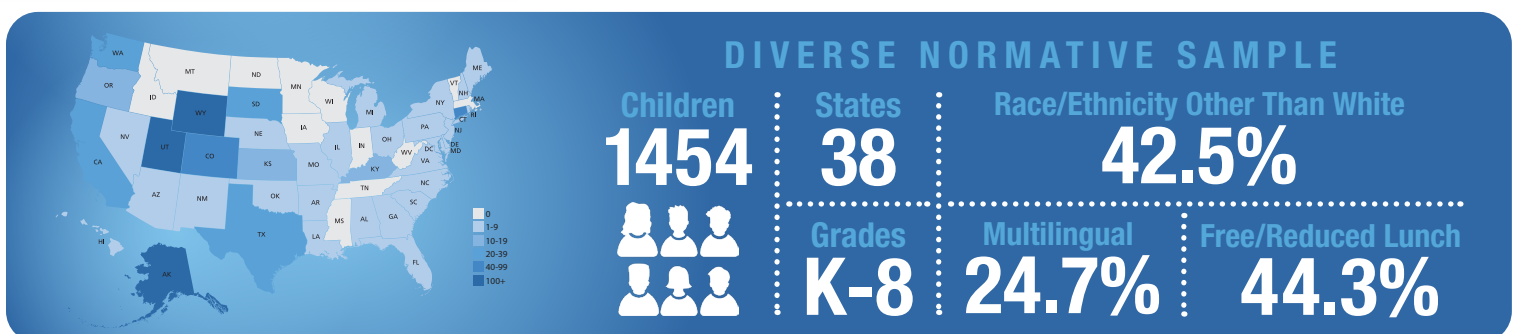 DIVERSE NORMATIVE SAMPLE
Children
1454
States
38
Race/Ethnicity Other Than White
42.5%
Grades
K-8
Multilingual
24.7%
Free/Reduced Lunch
44.3%
WA
OR
CA
NV
ID
MT
WY
UT
CO
AZ
NM
ND
SD
NE
KS
OK
TX
MN
IA
MO
AR
LA
WI
IL
IN
MI
OH
KY
TN
MS
AL
GA
FL
SC
NC
VA
WV
DC
PA
NY
VT
NH
ME
MA
RI
CT
NJ
DE
MD
HI
AK
0
1-9
10-19
20-39
40-99
100+